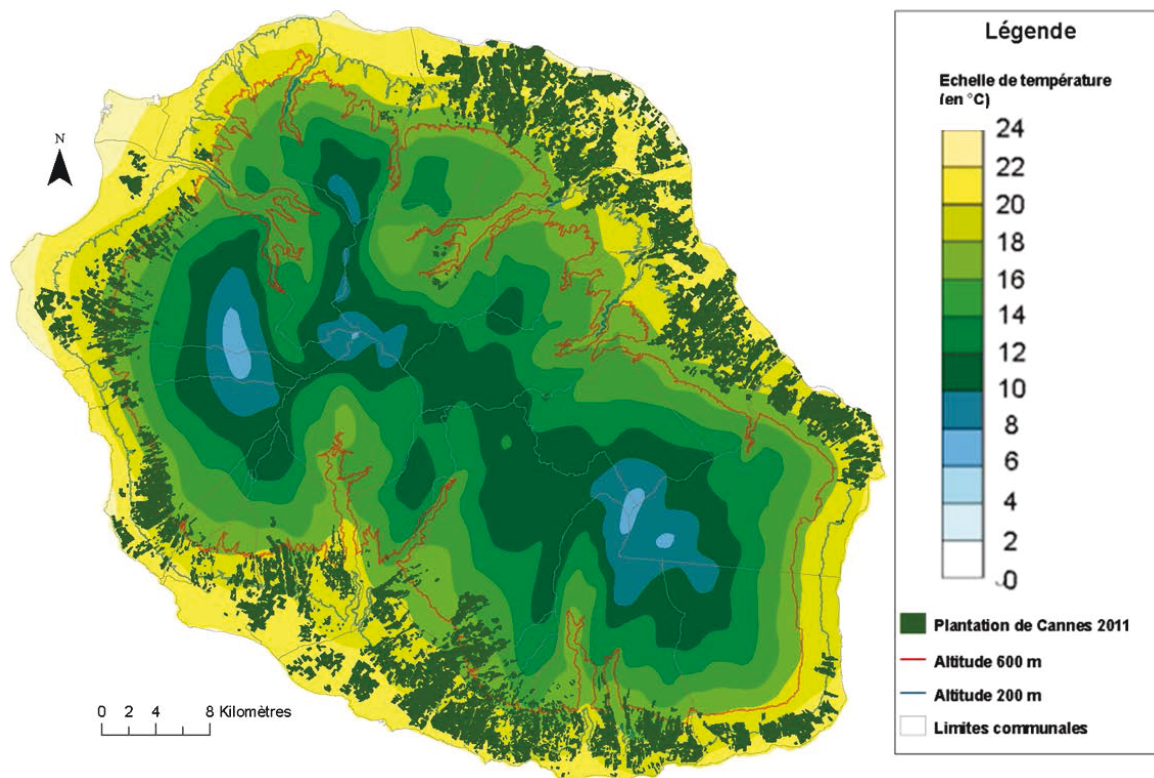 Légende
Echelle de température
(en °C)
24
22
20
18
16
14
12
10
8
6
4
2
0
Plantation de Cannes 2011
Altitude 600 m
Altitude 200 m
Limites communales
N
0 2 4 8 Kilomètres